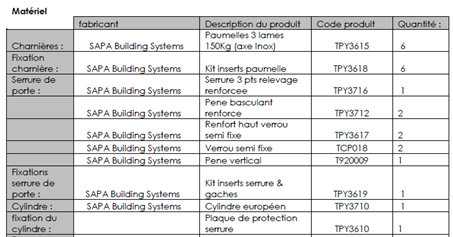 Matériel
fabricant Description du produit Code produit Quantité :
Paumelles 3 lames
Charnières : SAPA Building Systems 150Kg (axe Inox) TPY3615 6
Fixation
charnière : SAPA Building Systems Kit inserts paumelle TPY3618 6
Serrure de Serrure 3 pts relevage
porte : SAPA Building Systems renforcee TPY3716 1
Pene basculant
SAPA Building Systems renforcer TPY3712 2
Renfort haut verrou
SAPA Building Systems semi fixe TPY3617 2
SAPA Building Systems Verrou semi fixe TCP018 2
SAPA Building Systems Pene vertical T920009 1
Fixations
serrure de Kit inserts serrure &
porte : SAPA Building Systems gaches TPY3619 1
Cylindre : SAPA Building Systems Cylindre européen TPY3710 1
fixation du Plaque de protection
cylindre : serrure TPY3610 1